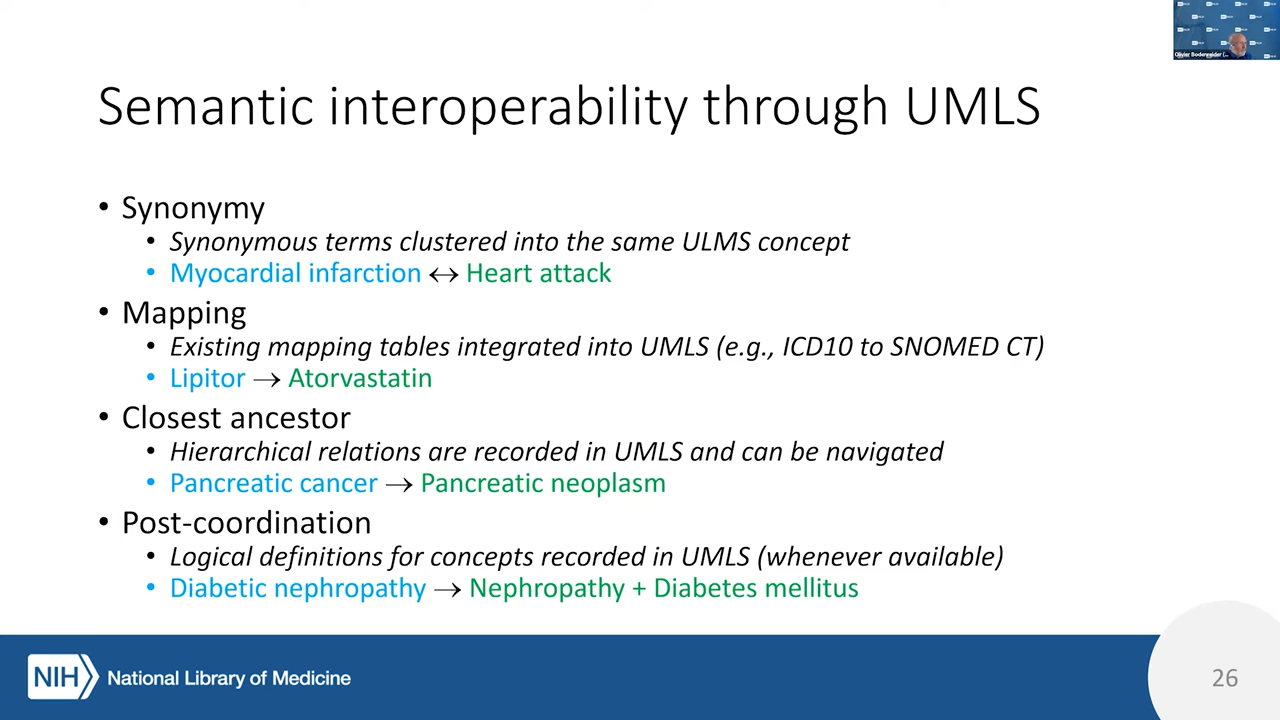 Olivier Bodenreider (...
Semantic interoperability through UMLS
• Synonymy
• Synonymous terms clustered into the same ULMS concept
• Myocardial infarction ↔ Heart attack
• Mapping
• Existing mapping tables integrated into UMLS (e.g., ICD10 to SNOMED CT)
• Lipitor → Atorvastatin
• Closest ancestor
• Hierarchical relations are recorded in UMLS and can be navigated
• Pancreatic cancer → Pancreatic neoplasm
• Post-coordination
• Logical definitions for concepts recorded in UMLS (whenever available)
• Diabetic nephropathy → Nephropathy + Diabetes mellitus
NIH National Library of Medicine
26